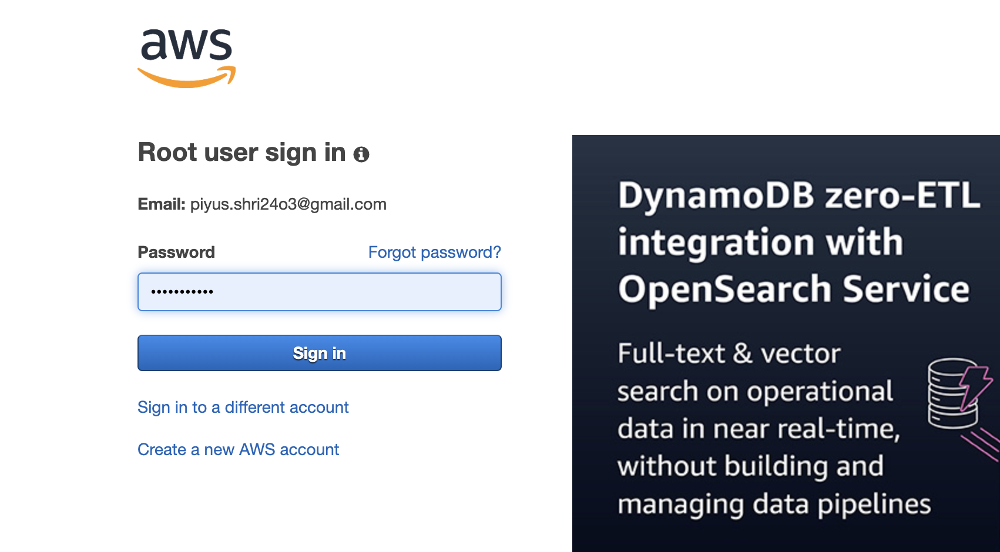 aws
Root user sign in
Email: piyus.shri24o3@gmail.com
Password
Forgot password?
•••••••••••
Sign in
Sign in to a different account
Create a new AWS account
DynamoDB zero-ETL
integration with
OpenSearch Service
Full-text & vector
search on operational
data in near real-time,
without building and
managing data pipelines